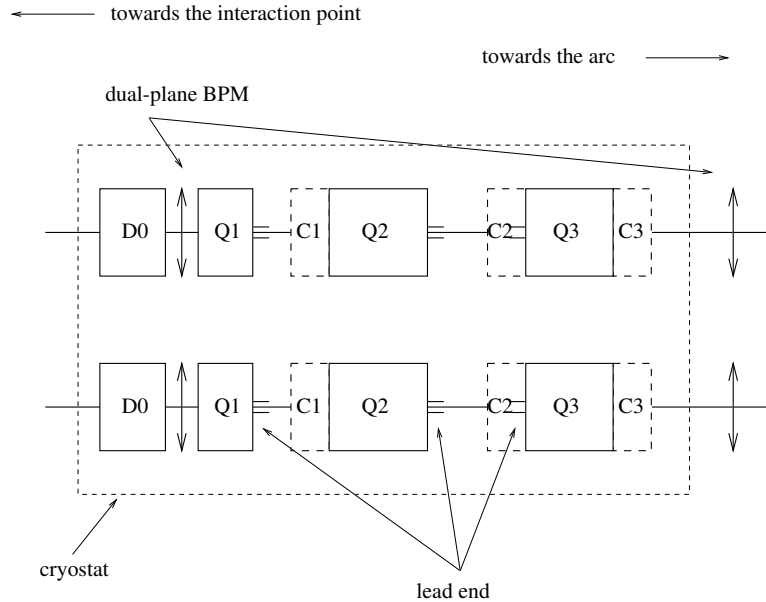 towards the interaction point
towards the arc
dual-plane BPM
D0 Q1 C1 Q2 C2 Q3 C3
D0 Q1 C1 Q2 C2 Q3 C3
cryostat
lead end